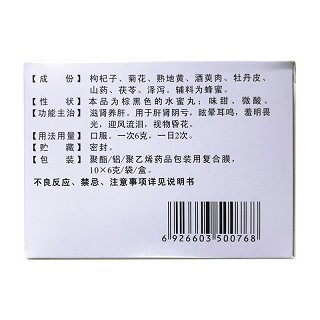 【成　份】 枸杞子、菊花、熟地黄、酒萸肉、牡丹皮、
山药、茯苓、泽泻。辅料为蜂蜜。
【性　状】 本品为棕黑色的水蜜丸；味甜、微酸。
【功能主治】 滋肾养肝。用于肝肾阴亏，眩晕耳鸣，羞明畏
光，迎风流泪，视物昏花。
【用法用量】 口服。一次6克，一日2次。
【贮　藏】 密封。
【包　装】 聚酯/铝/聚乙烯药品包装用复合膜，
10×6克/袋/盒。
不良反应、禁忌、注意事项详见说明书
6 926603 500768